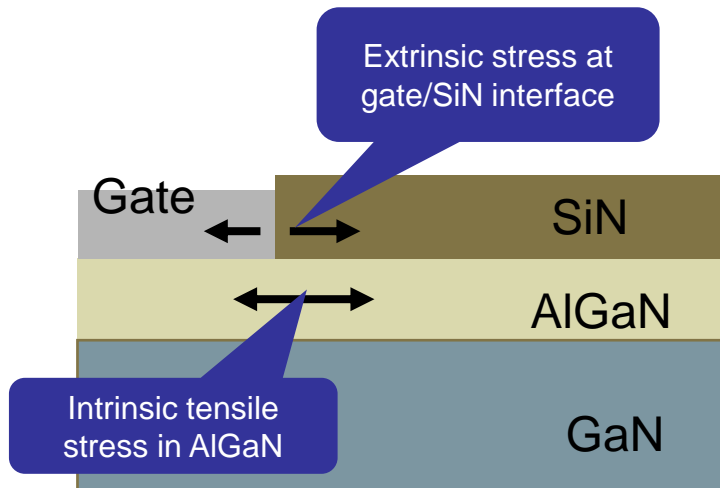 Extrinsic stress at
gate/SiN interface
Gate
SiN
AlGaN
Intrinsic tensile
stress in AlGaN
GaN